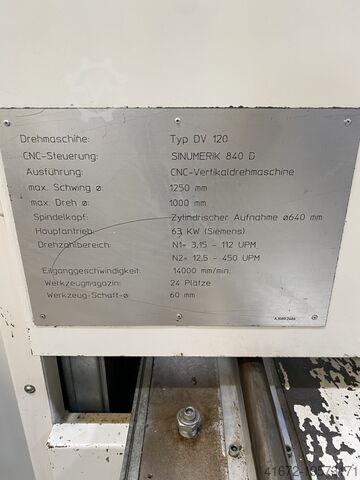 Drehmaschine: Typ DV 120
CNC-Steuerung: SINUMERIK 840 D
Ausführung: CNC-Vertikaldrehmaschine
max. Schwing ø: 1250 mm
max. Dreh ø: 1000 mm
Spindelkopf: Zylindrischer Aufnahme ø640 mm
Hauptantrieb: 63 KW (Siemens)
Drehzahlbereich: N1= 3,15 - 112 UPM
N2= 12,5 - 450 UPM
Eilganggeschwindigkeit: 14000 mm/min.
Werkzeugmagazin: 24 Plätze
Werkzeug-Schaft-ø 60 mm